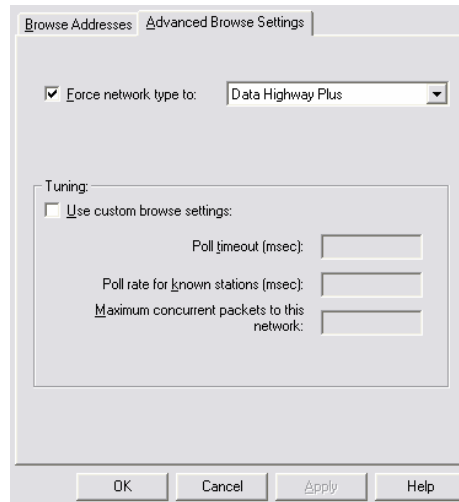 Browse Addresses Advanced Browse Settings
Force network type to: Data Highway Plus
Tuning:
Use custom browse settings:
Poll timeout (msec):
Poll rate for known stations (msec):
Maximum concurrent packets to this
network:
OK Cancel Apply Help